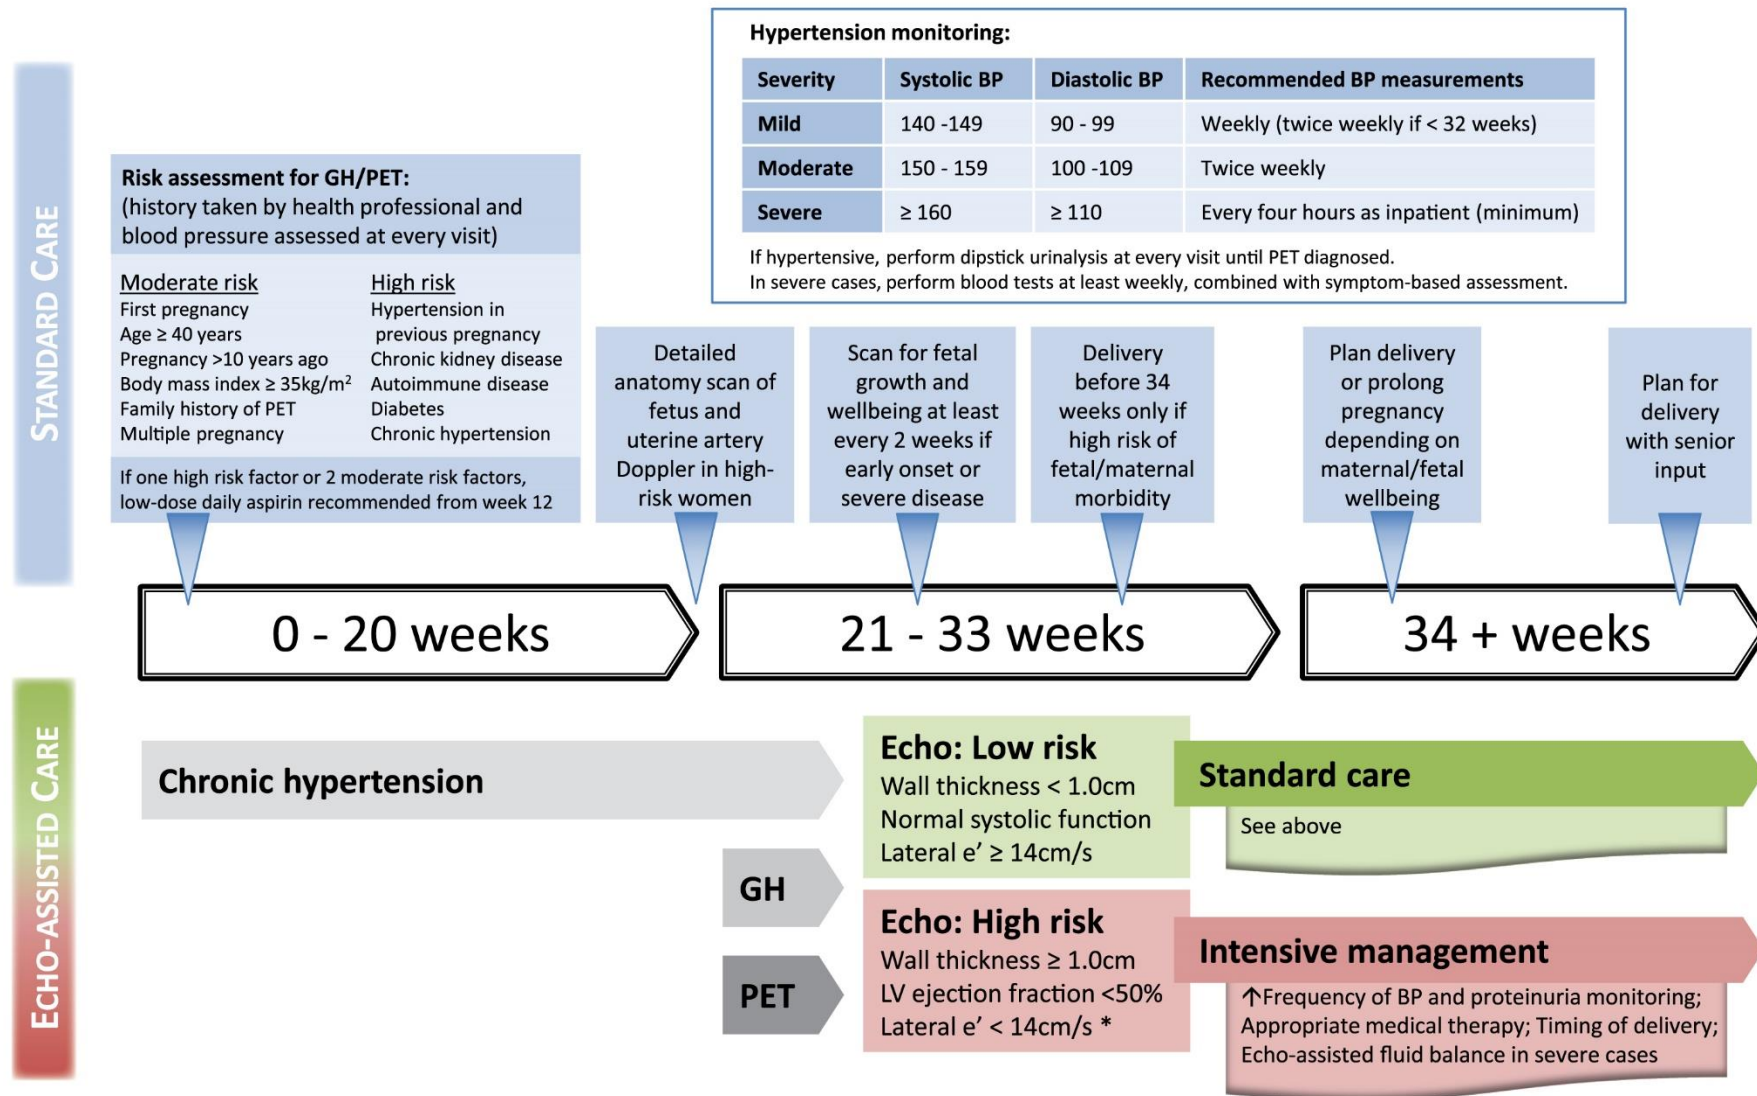 STANDARD CARE
Hypertension monitoring:
Severity Systolic BP Diastolic BP Recommended BP measurements
Mild 140 -149 90 - 99 Weekly (twice weekly if < 32 weeks)
Moderate 150 - 159 100 -109 Twice weekly
Severe ≥ 160 ≥ 110 Every four hours as inpatient (minimum)
If hypertensive, perform dipstick urinalysis at every visit until PET diagnosed.
In severe cases, perform blood tests at least weekly, combined with symptom-based assessment.
Risk assessment for GH/PET:
(history taken by health professional and
blood pressure assessed at every visit)
Moderate risk
First pregnancy
Age ≥ 40 years
Pregnancy >10 years ago
Body mass index ≥ 35kg/m²
Family history of PET
Multiple pregnancy
High risk
Hypertension in
previous pregnancy
Chronic kidney disease
Autoimmune disease
Diabetes
Chronic hypertension
If one high risk factor or 2 moderate risk factors,
low-dose daily aspirin recommended from week 12
Detailed
anatomy scan of
fetus and
uterine artery
Doppler in high-
risk women
Scan for fetal
growth and
wellbeing at least
every 2 weeks if
early onset or
severe disease
Delivery
before 34
weeks only if
high risk of
fetal/maternal
morbidity
Plan delivery
or prolong
pregnancy
depending on
maternal/fetal
wellbeing
Plan for
delivery
with senior
input
0 - 20 weeks
21 - 33 weeks
34 + weeks
ECHO-ASSISTED CARE
Chronic hypertension
GH
PET
Echo: Low risk
Wall thickness < 1.0cm
Normal systolic function
Lateral e’ ≥ 14cm/s
Standard care
See above
Echo: High risk
Wall thickness ≥ 1.0cm
LV ejection fraction <50%
Lateral e’ < 14cm/s *
Intensive management
↑Frequency of BP and proteinuria monitoring;
Appropriate medical therapy; Timing of delivery;
Echo-assisted fluid balance in severe cases